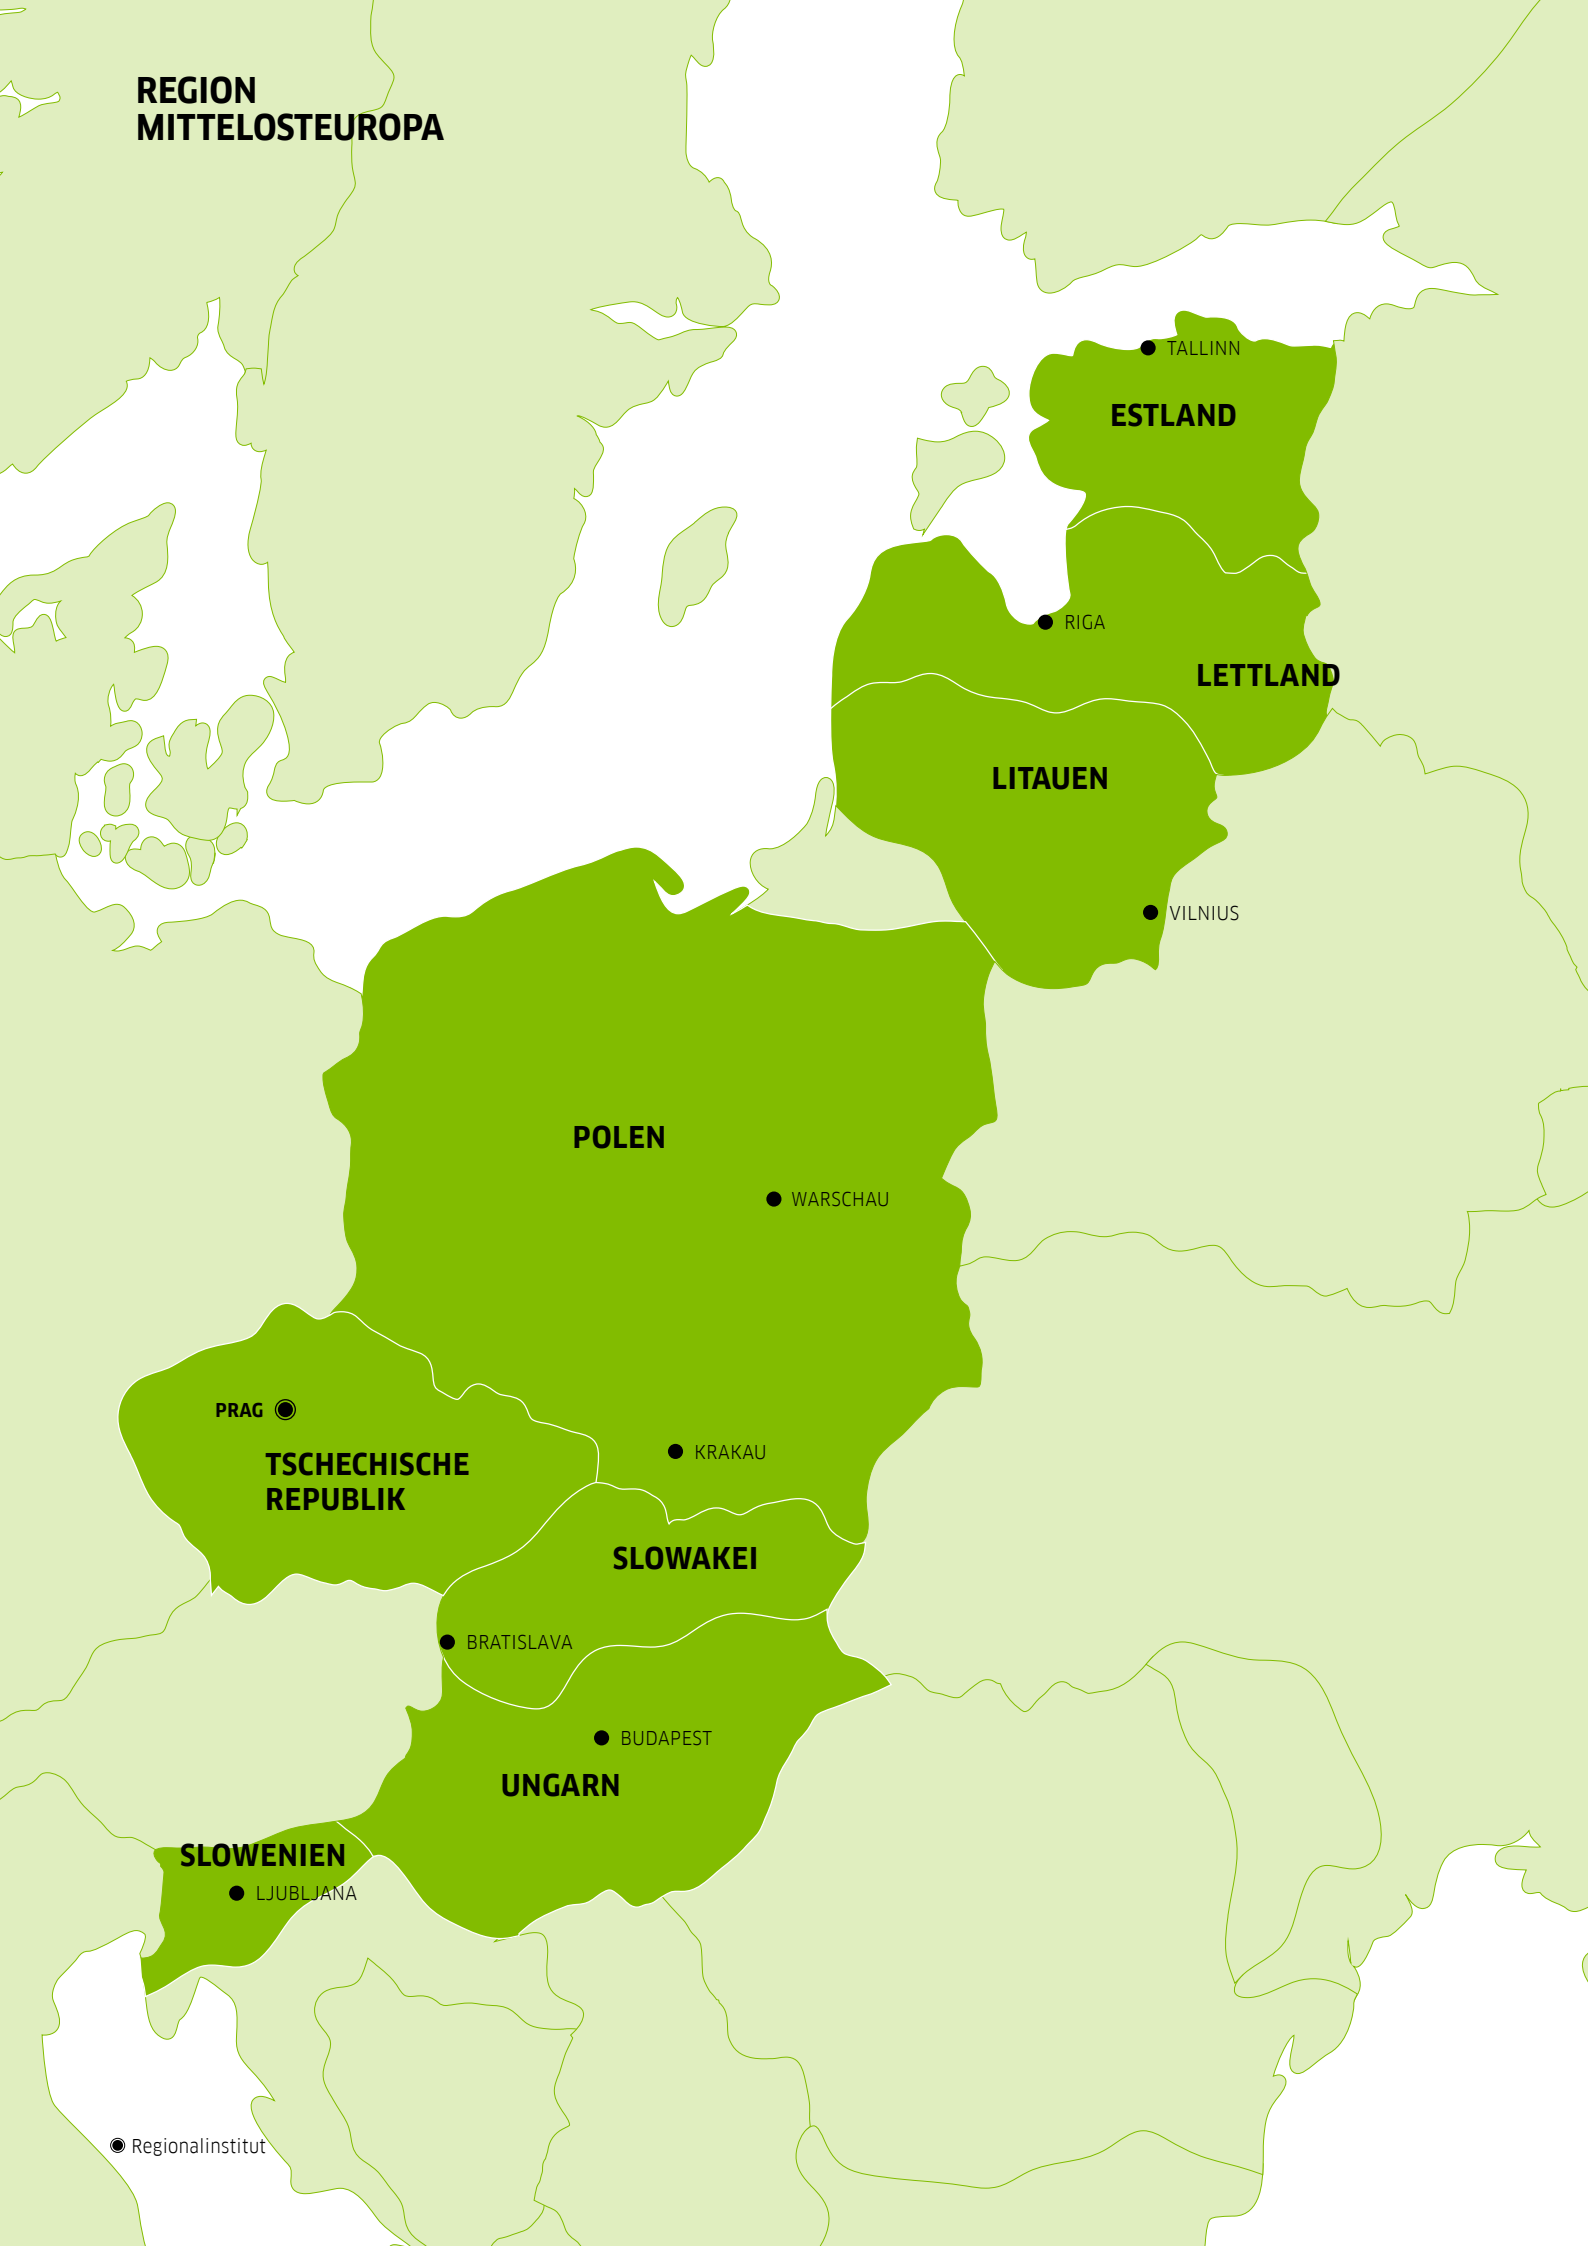 REGION
MITTELOSTEUROPA
TALLINN
ESTLAND
RIGA
LETTLAND
LITAUEN
VILNIUS
POLEN
WARSCHAU
PRAG
TSCHECHISCHE
REPUBLIK
KRAKAU
SLOWAKEI
BRATISLAVA
BUDAPEST
UNGARN
SLOWENIEN
LJUBLJANA
Regionalinstitut